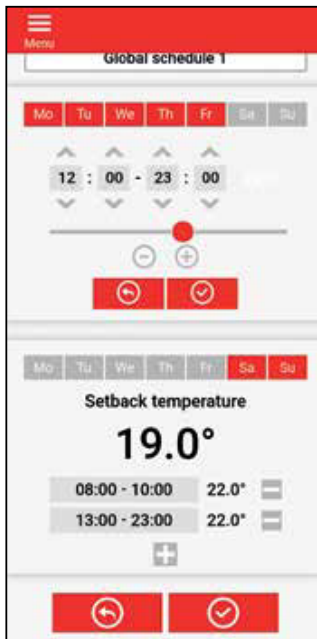 Menu
Global schedule 1
Mo Tu We Th Fr Sa Su
12 : 00 - 23 : 00
Mo Tu We Th Fr Sa Su
Setback temperature
19.0°
08:00 - 10:00 22.0°
13:00 - 23:00 22.0°